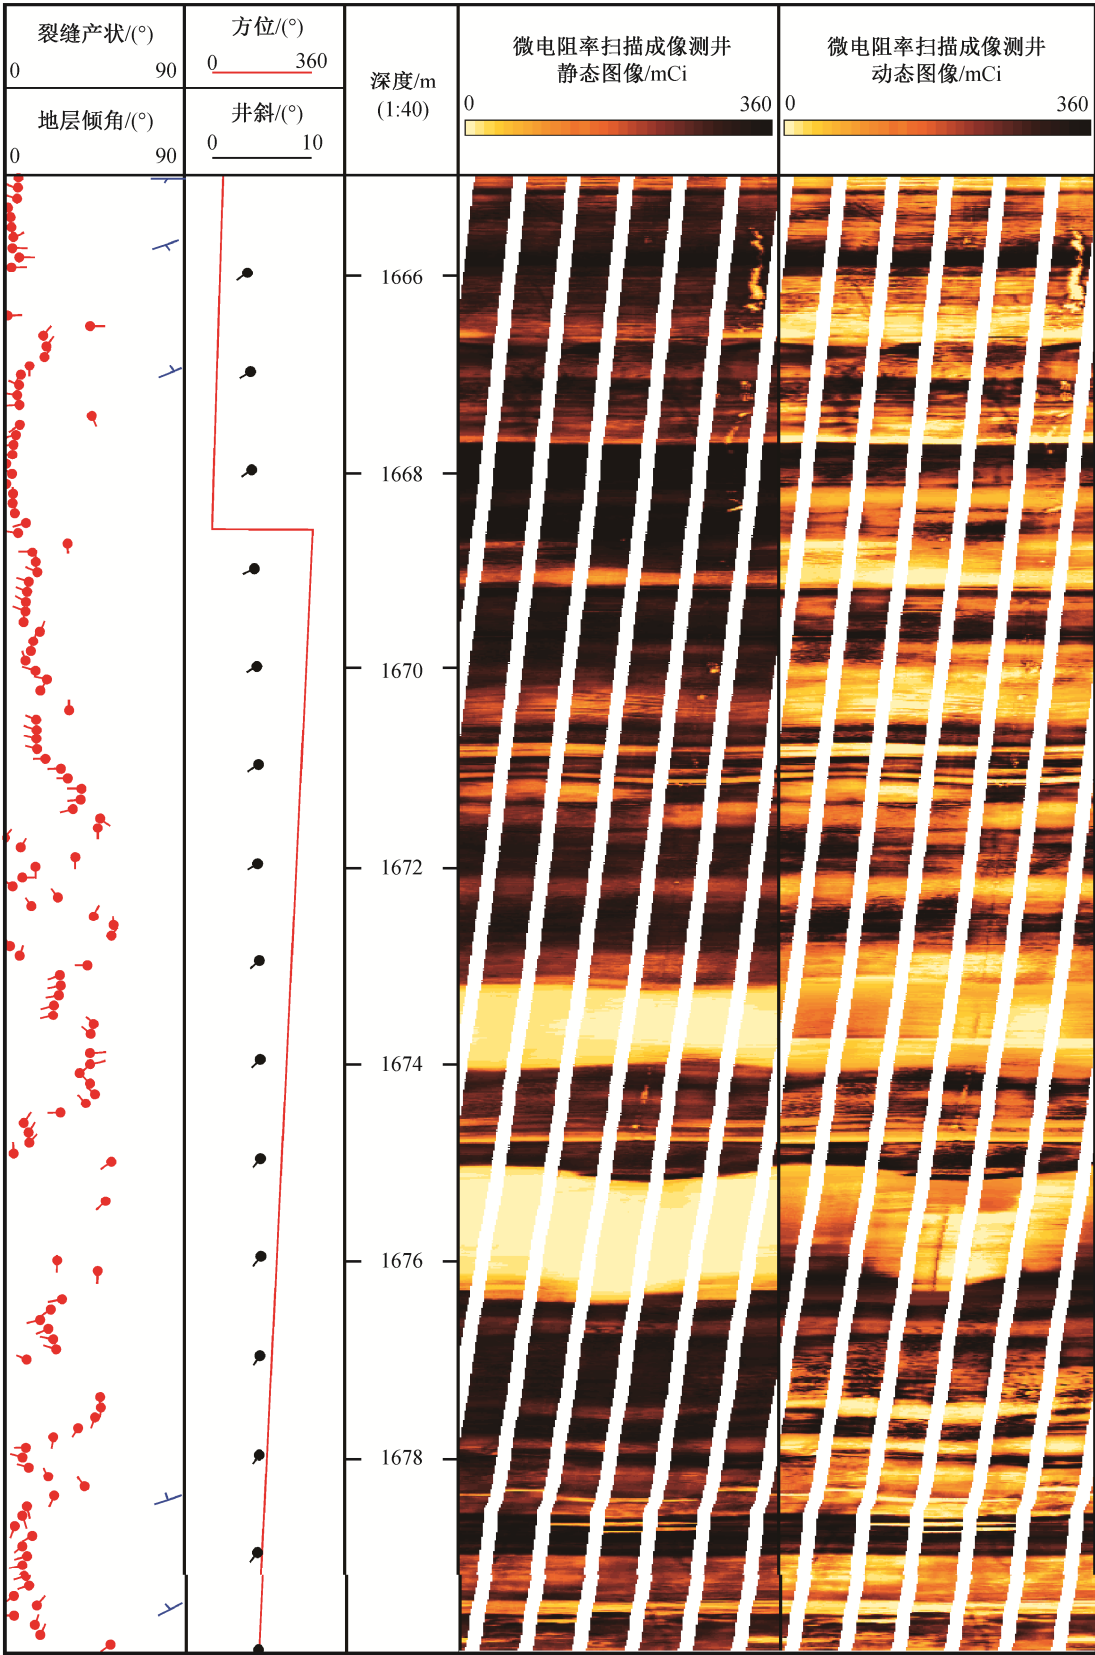 裂缝产状/(°)
0 90
地层倾角/(°)
0 90
方位/(°)
0 360
井斜/(°)
0 10
深度/m
(1:40)
微电阻率扫描成像测井
静态图像/mCi
0 360
微电阻率扫描成像测井
动态图像/mCi
0 360
1666
1668
1670
1672
1674
1676
1678